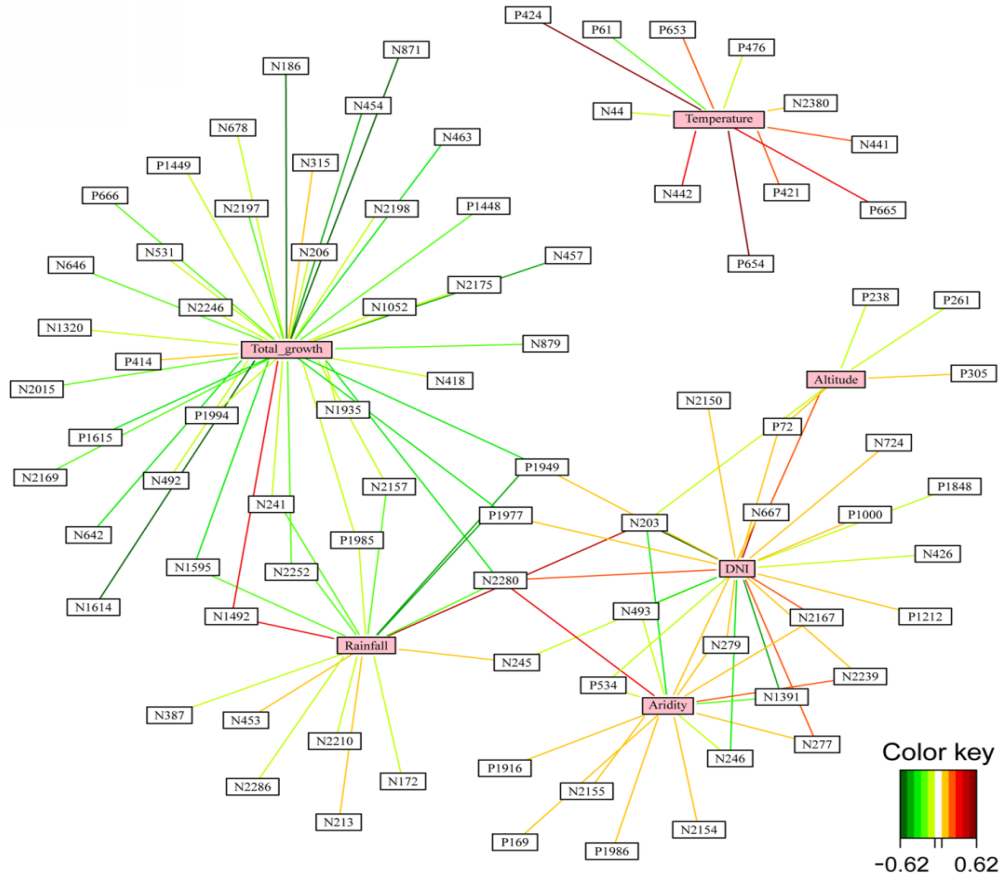 P424
P61
P653
P476
N871
N186
N2380
N454
N44
Temperature
N678
N463
N441
N315
P1449
N442
P421
P666
N2197
N2198
P1448
P665
N531
N206
N457
N646
P654
N2175
N2246
N1052
P238
P261
N1320
Total_growth
N879
P414
P305
N2015
N418
Altitude
N2150
P1994
N1935
P72
P1615
N724
N2169
N492
P1949
N2157
P1848
N241
N642
P1977
N203
N667
P1000
P1985
N426
N1595
N2252
N2280
DNI
N1614
N1492
N493
N2167
P1212
Rainfall
N279
N245
N2239
P534
N1391
Aridity
N387
N453
N2210
N277
N246
Color key
P1916
N2286
N172
N2155
N213
N2154
P169
P1986
−0.62 0.62